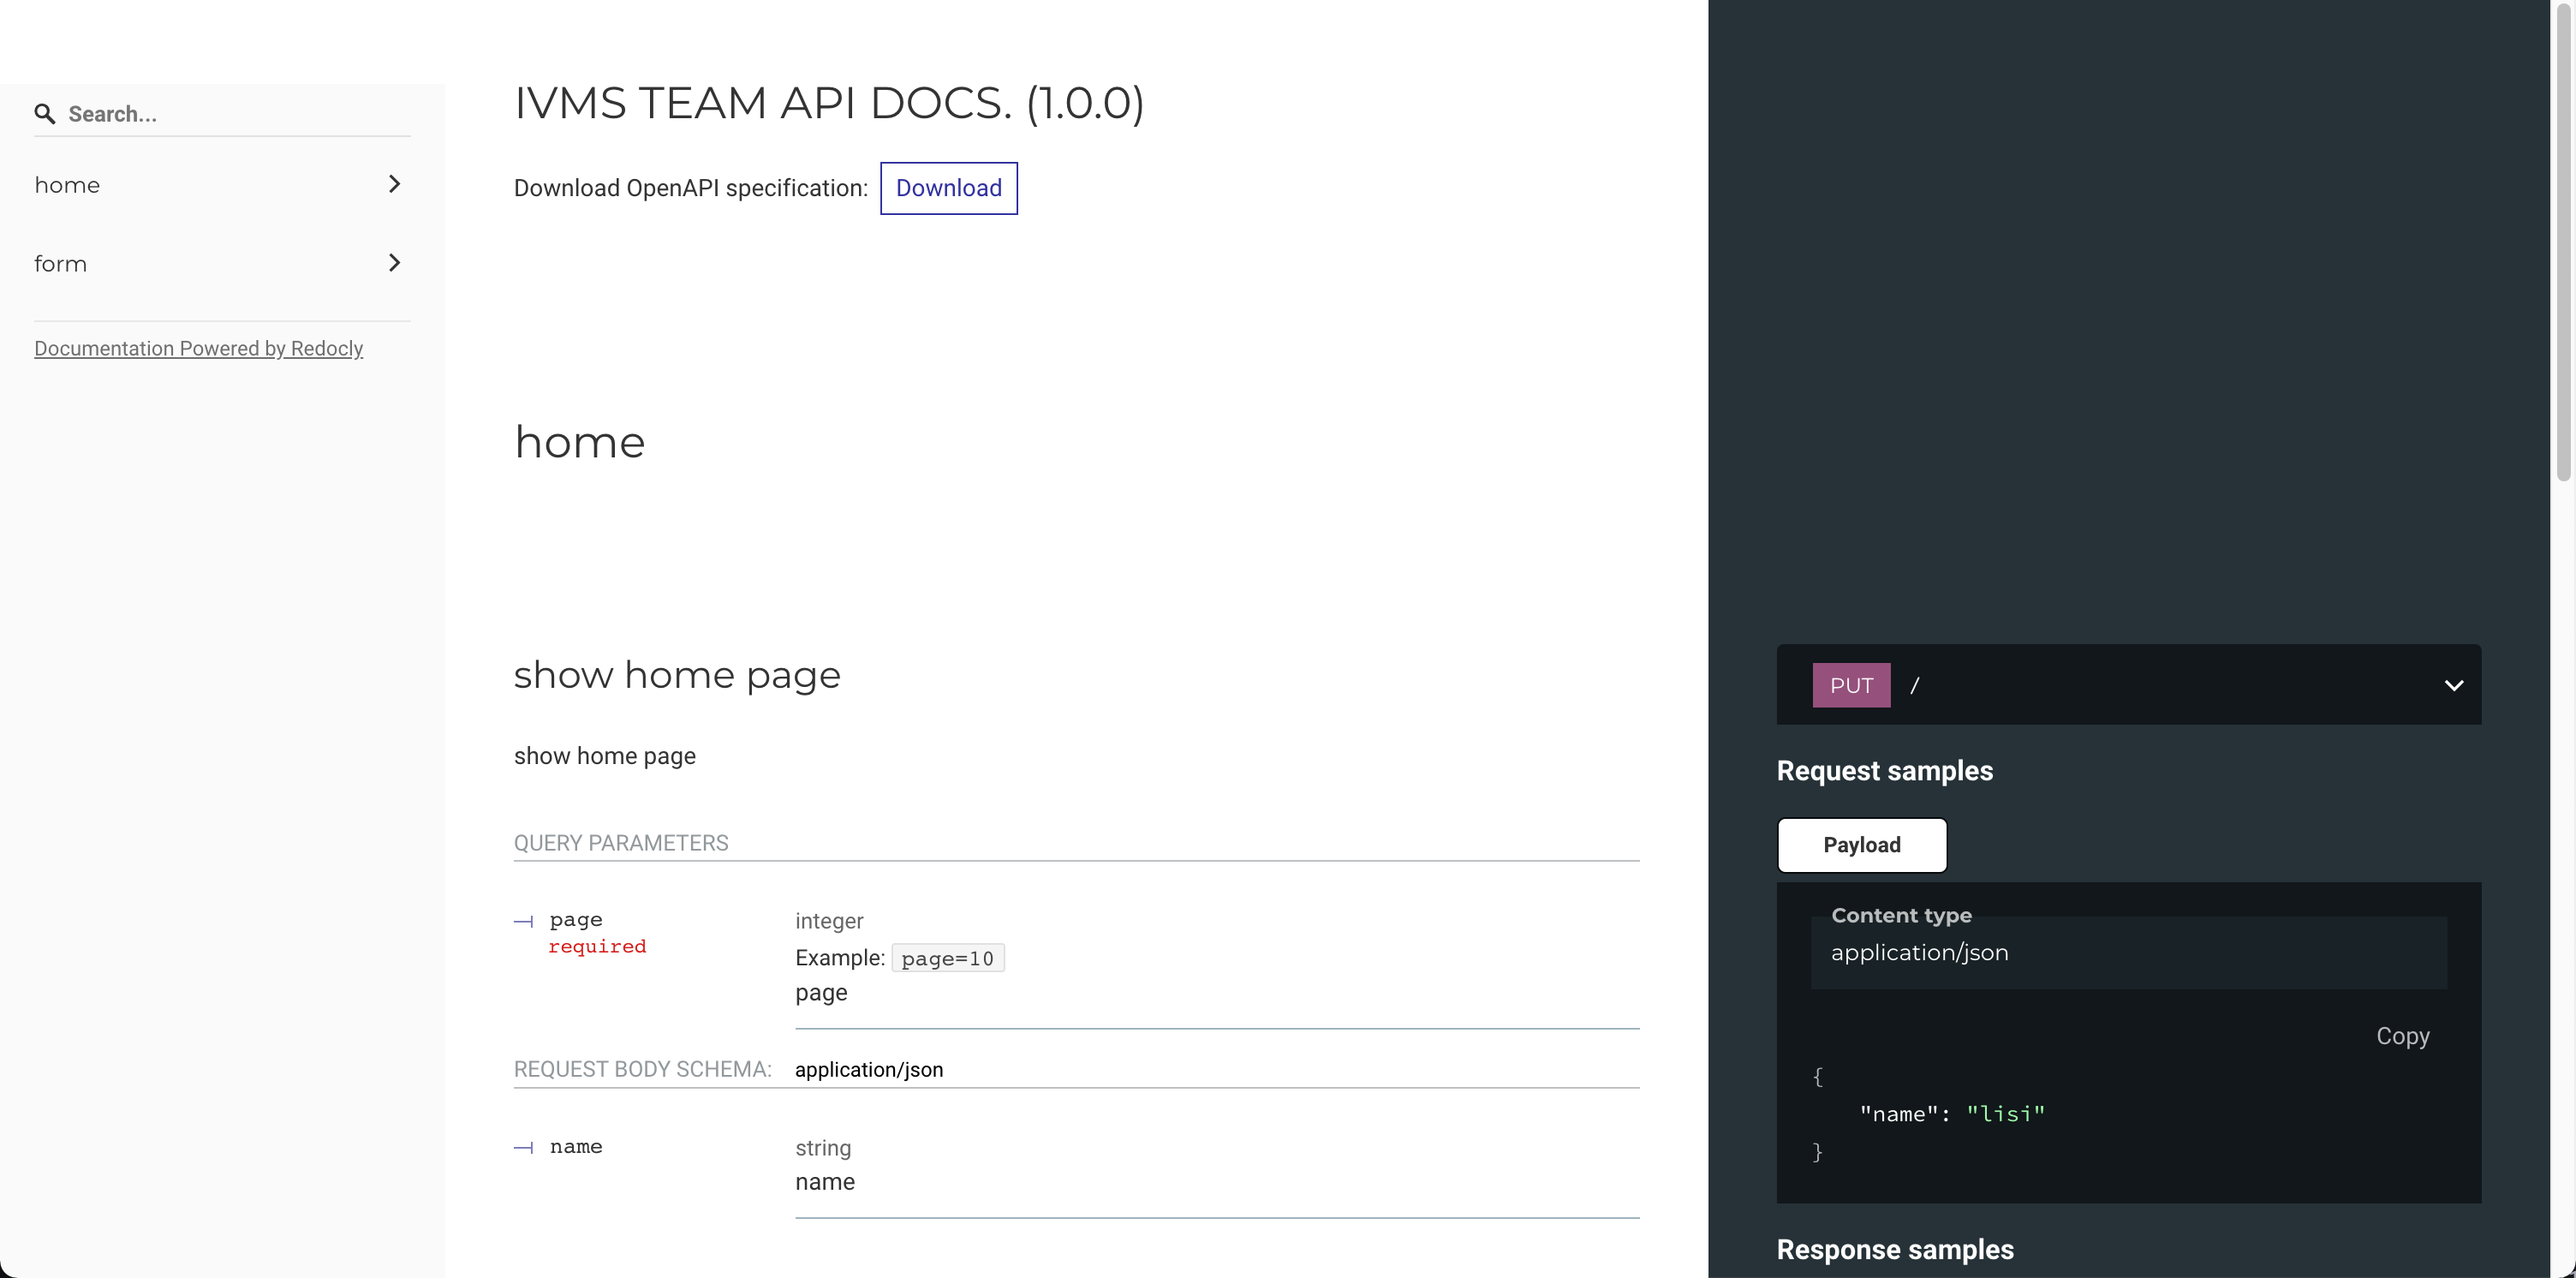 Search...
home
form
Documentation Powered by Redocly
IVMS TEAM API DOCS. (1.0.0)
Download OpenAPI specification: Download
home
show home page
show home page
QUERY PARAMETERS
page
required
integer
Example: page=10
page
REQUEST BODY SCHEMA: application/json
name
string
name
PUT /
Request samples
Payload
Content type
application/json
Copy
{
"name": "lisi"
}
Response samples